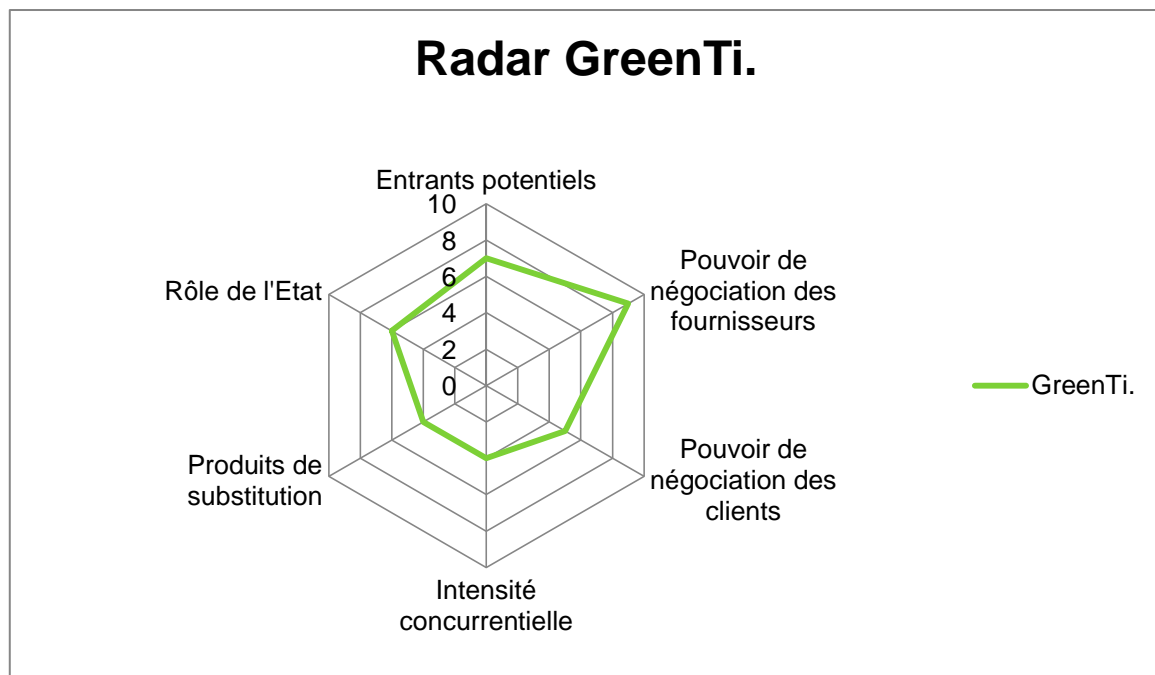 Radar GreenTi.
Entrants potentiels
10
8
6
4
2
0
Pouvoir de
négociation des
fournisseurs
Pouvoir de
négociation des
clients
Intensité
concurrentielle
Produits de
substitution
Rôle de l'Etat
GreenTi.